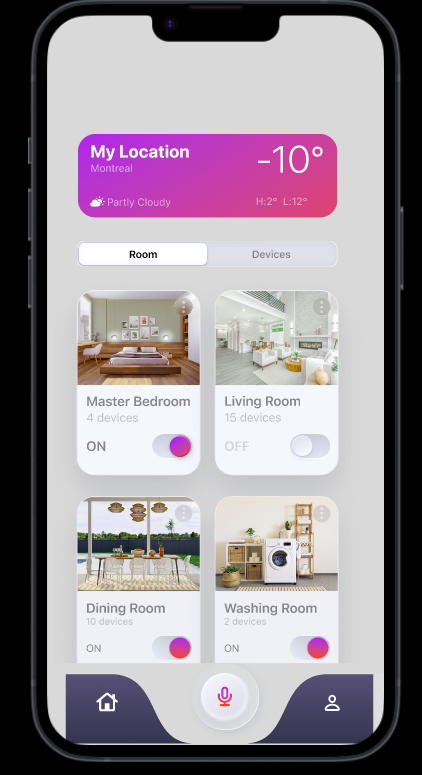 My Location
Montreal
-10°
Partly Cloudy
H:2° L:12°
Room
Devices
Master Bedroom
4 devices
ON
Living Room
15 devices
OFF
Dining Room
10 devices
ON
Washing Room
2 devices
ON